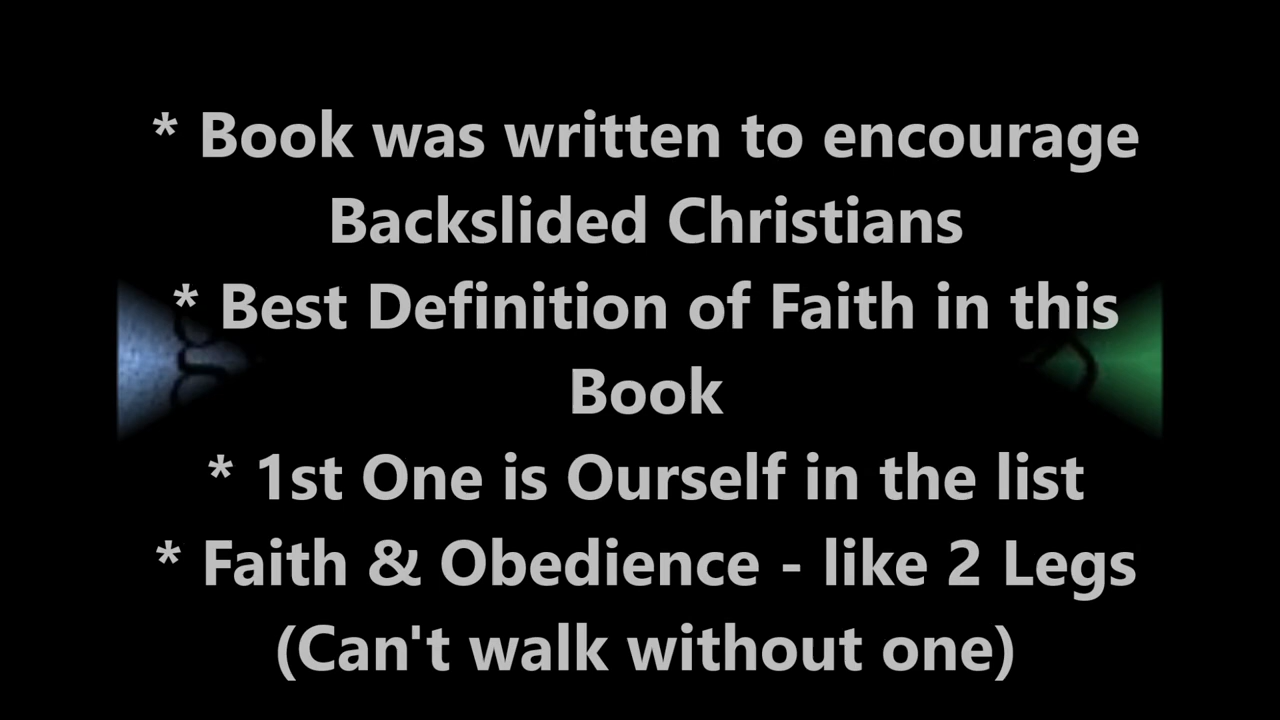 * Book was written to encourage
Backslided Christians
* Best Definition of Faith in this
Book
* 1st One is Ourself in the list
* Faith & Obedience - like 2 Legs
(Can't walk without one)